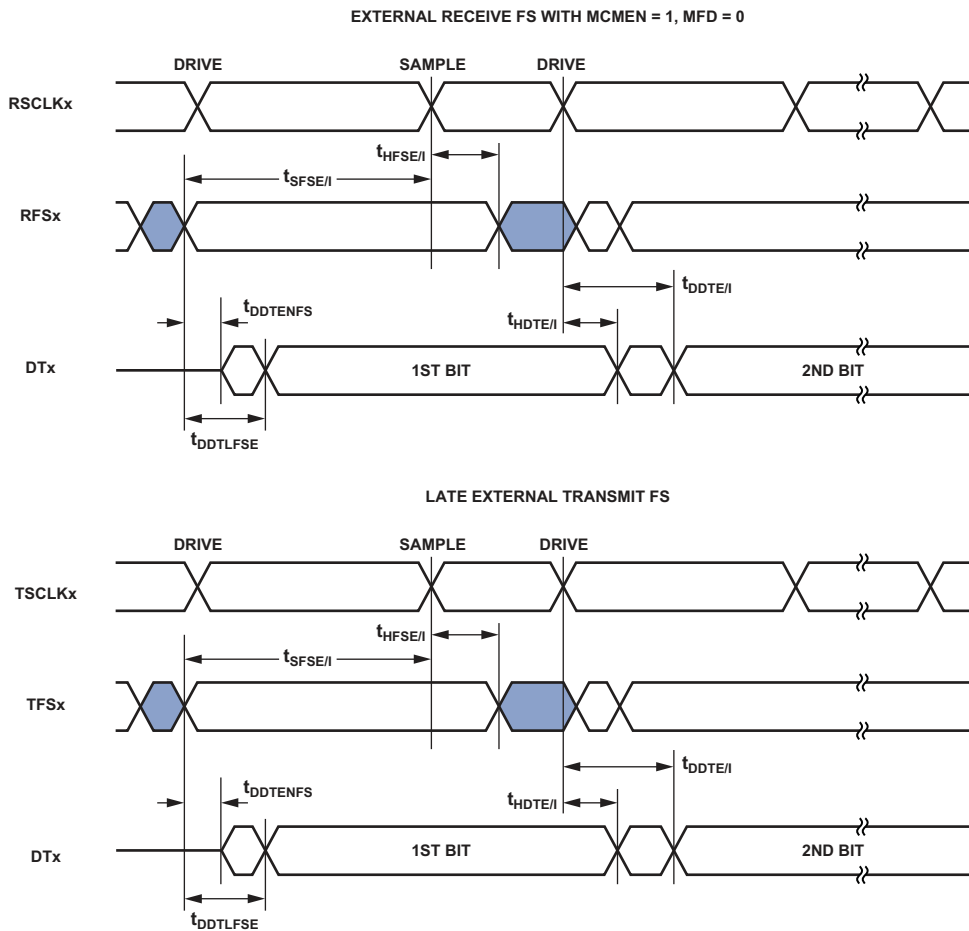 EXTERNAL RECEIVE FS WITH MCMEN = 1, MFD = 0
DRIVE SAMPLE DRIVE
RSCLKx
tHFSE/I
tSFSE/I
RFSx
tDDTE/I
tDDTENFS
tHDTE/I
DTx 1ST BIT 2ND BIT
tDDTLFSE
LATE EXTERNAL TRANSMIT FS
DRIVE SAMPLE DRIVE
TSCLKx
tHFSE/I
tSFSE/I
TFSx
tDDTE/I
tDDTENFS
tHDTE/I
DTx 1ST BIT 2ND BIT
tDDTLFSE